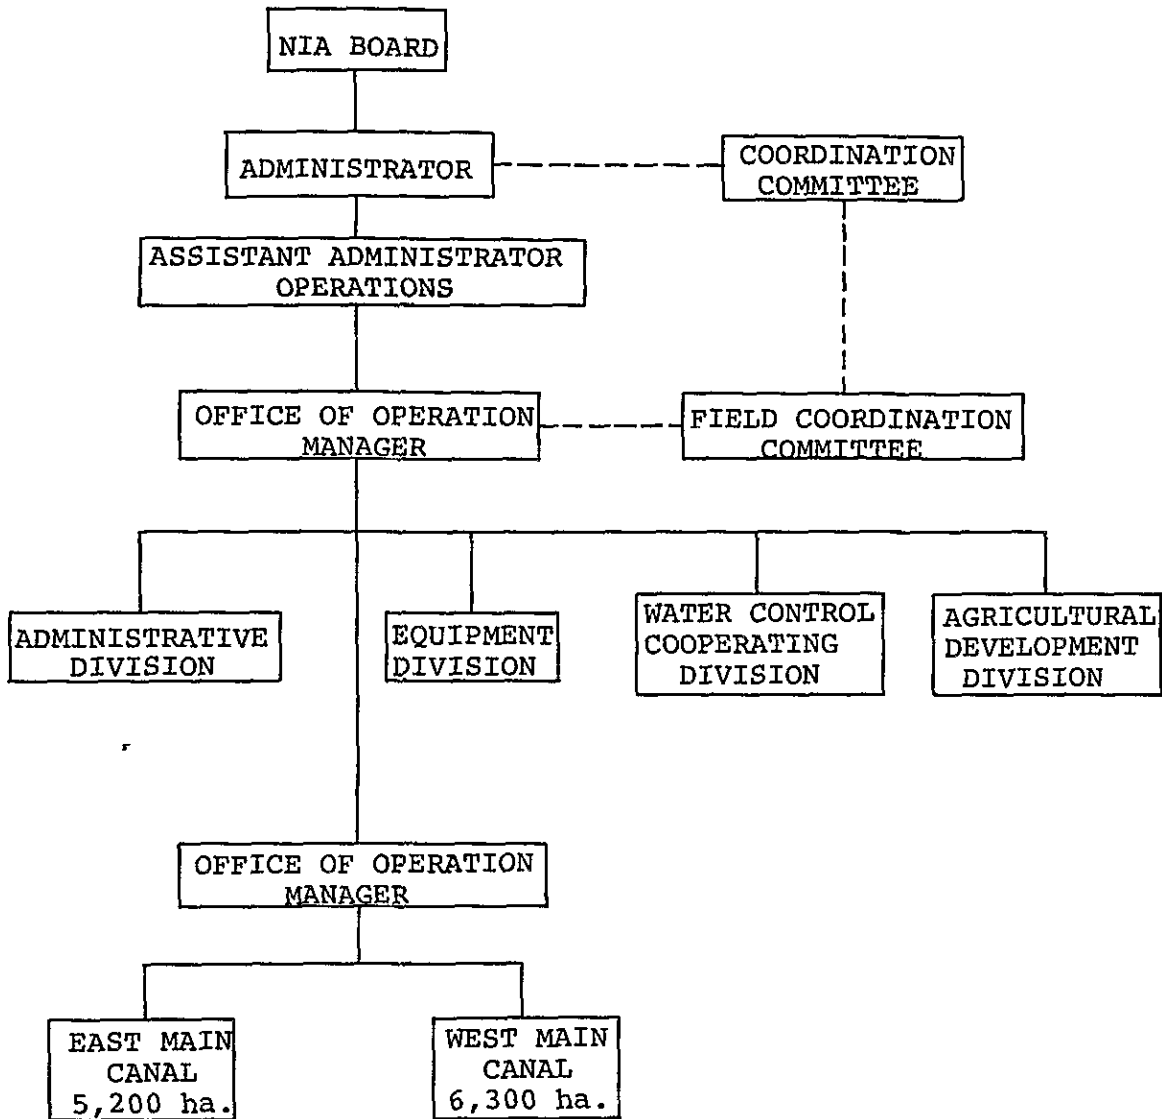 NIA BOARD
ADMINISTRATOR
COORDINATION
COMMITTEE
ASSISTANT ADMINISTRATOR
OPERATIONS
OFFICE OF OPERATION
MANAGER
FIELD COORDINATION
COMMITTEE
ADMINISTRATIVE
DIVISION
EQUIPMENT
DIVISION
WATER CONTROL
COOPERATING
DIVISION
AGRICULTURAL
DEVELOPMENT
DIVISION
OFFICE OF OPERATION
MANAGER
EAST MAIN
CANAL
5,200 ha.
WEST MAIN
CANAL
6,300 ha.